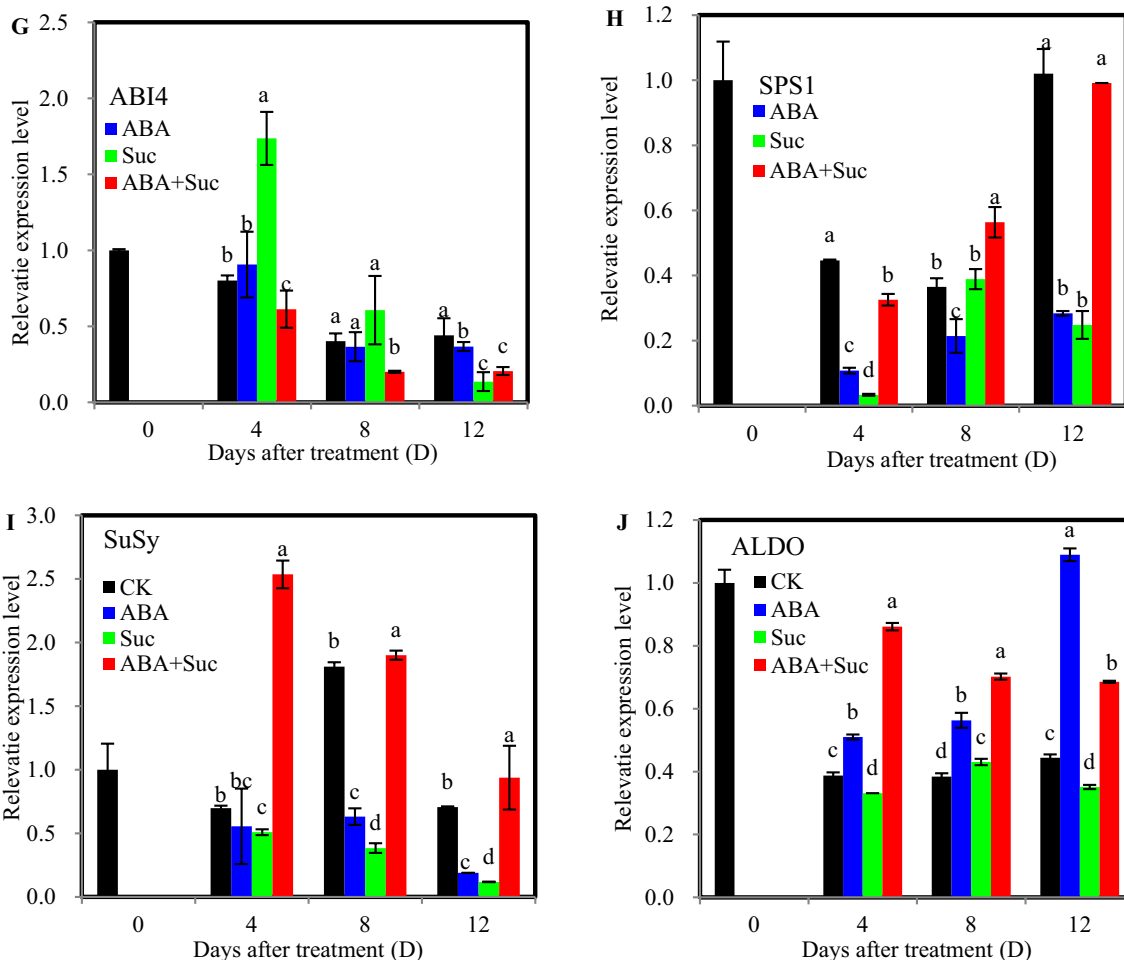 G
Relevatie expression level
2.5
2.0
1.5
1.0
0.5
0.0
ABI4
ABA
Suc
ABA+Suc
b b a c
a a a b
a b c c
0 4 8 12
Days after treatment (D)
H
Relevatie expression level
1.2
1.0
0.8
0.6
0.4
0.2
0.0
SPS1
ABA
Suc
ABA+Suc
a c d b
b c b a
a b b a
0 4 8 12
Days after treatment (D)
I
Relevatie expression level
3.0
2.5
2.0
1.5
1.0
0.5
0.0
SuSy
CK
ABA
Suc
ABA+Suc
b bc c a
b c d a
b c d a
0 4 8 12
Days after treatment (D)
J
Relevatie expression level
1.2
1.0
0.8
0.6
0.4
0.2
0.0
ALDO
CK
ABA
Suc
ABA+Suc
c b d a
d b c a
c a d b
0 4 8 12
Days after treatment (D)